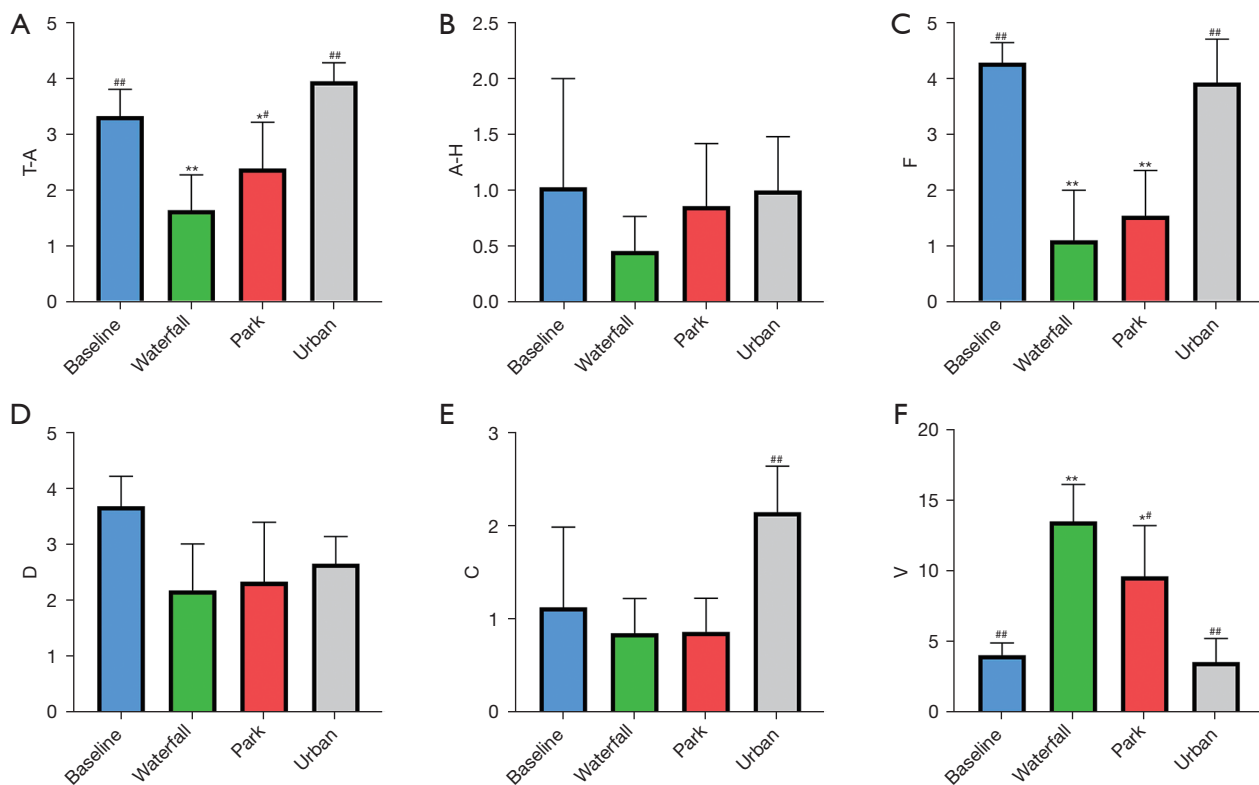 A
T-A
5
4
3
2
1
0
##
**
*#
##
Baseline
Waterfall
Park
Urban
B
A-H
2.5
2.0
1.5
1.0
0.5
0.0
Baseline
Waterfall
Park
Urban
C
F
5
4
3
2
1
0
##
**
**
##
Baseline
Waterfall
Park
Urban
D
D
5
4
3
2
1
0
Baseline
Waterfall
Park
Urban
E
C
3
2
1
0
##
Baseline
Waterfall
Park
Urban
F
V
20
15
10
5
0
##
**
*#
##
Baseline
Waterfall
Park
Urban